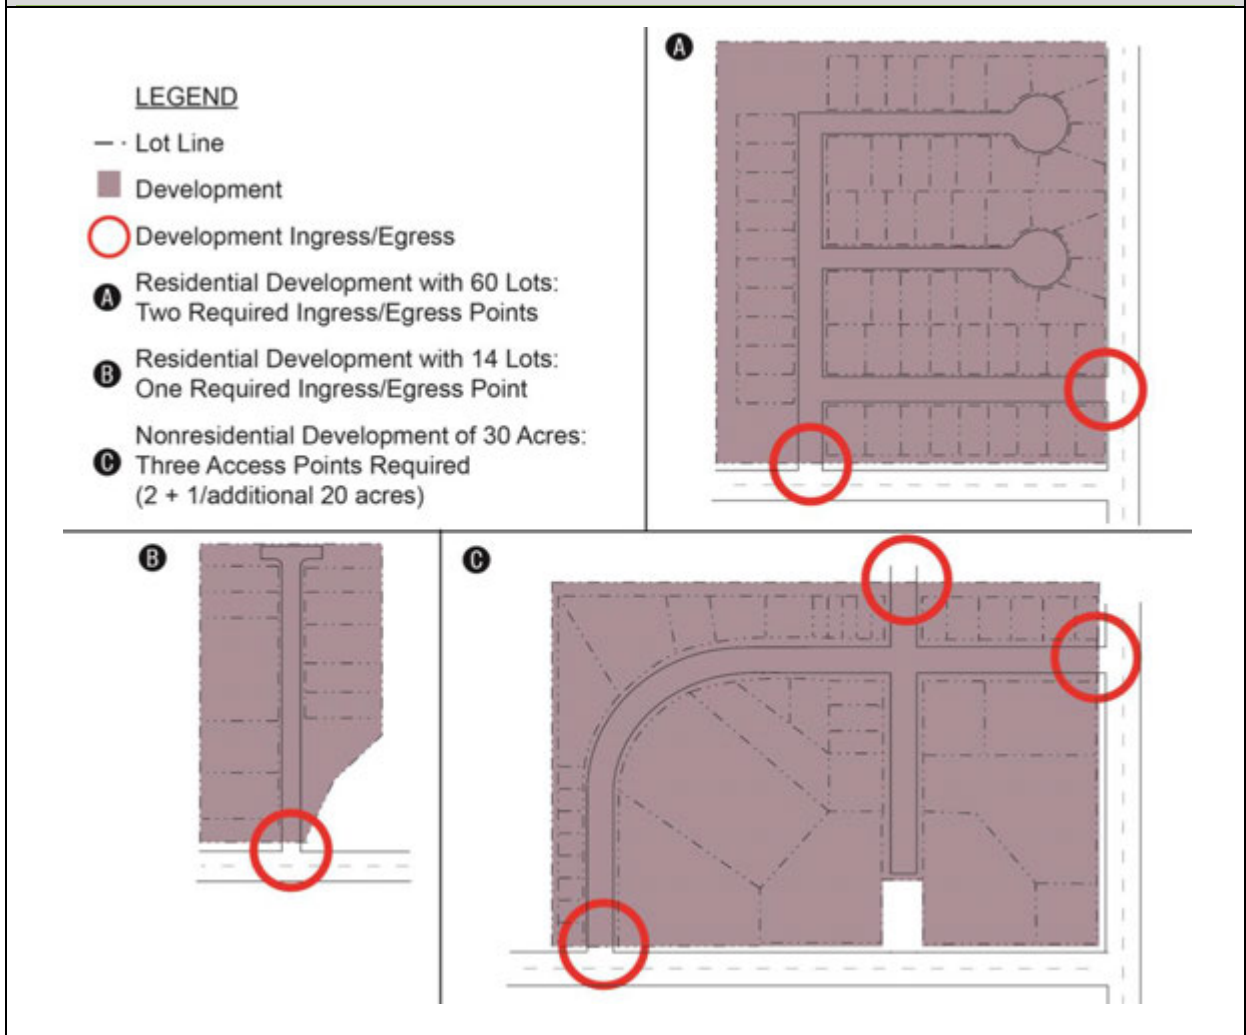 LEGEND
Lot Line
Development
Development Ingress/Egress
A Residential Development with 60 Lots:
Two Required Ingress/Egress Points
B Residential Development with 14 Lots:
One Required Ingress/Egress Point
C Nonresidential Development of 30 Acres:
Three Access Points Required
(2 + 1/additional 20 acres)
A
B
C